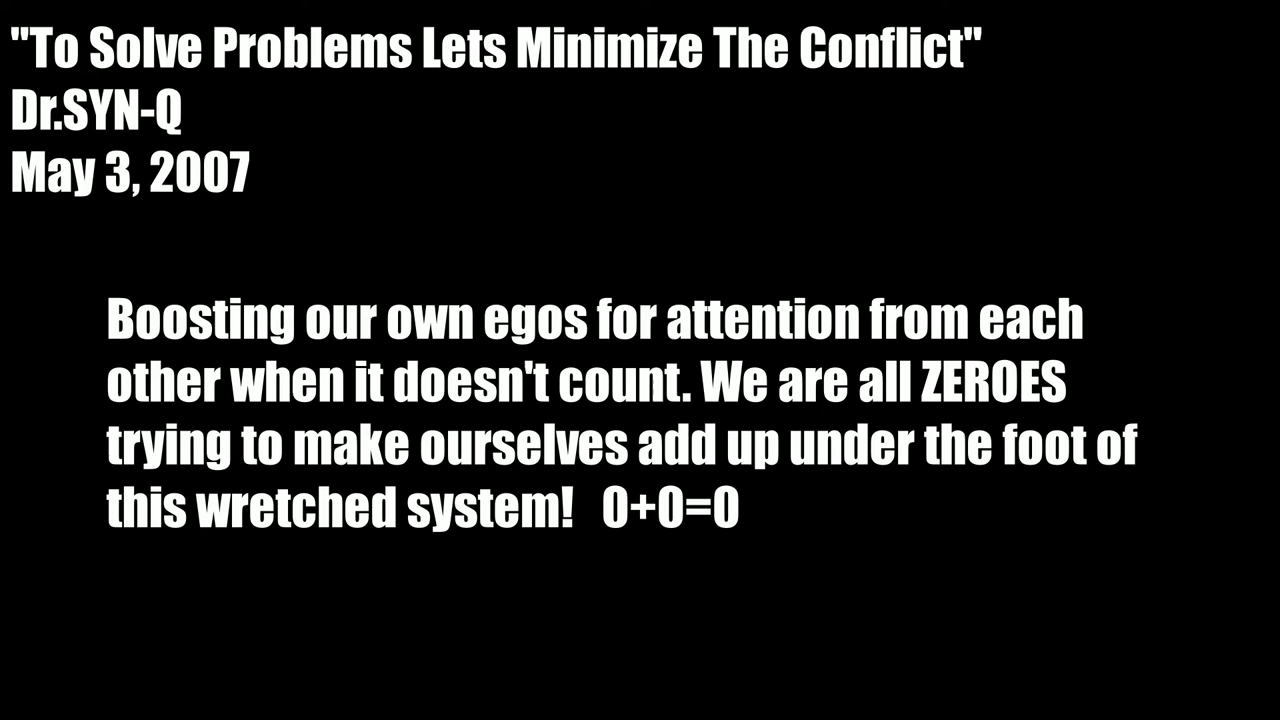 "To Solve Problems Lets Minimize The Conflict"
Dr.SYN-Q
May 3, 2007
Boosting our own egos for attention from each
other when it doesn't count. We are all ZEROES
trying to make ourselves add up under the foot of
this wretched system!   0+0=0